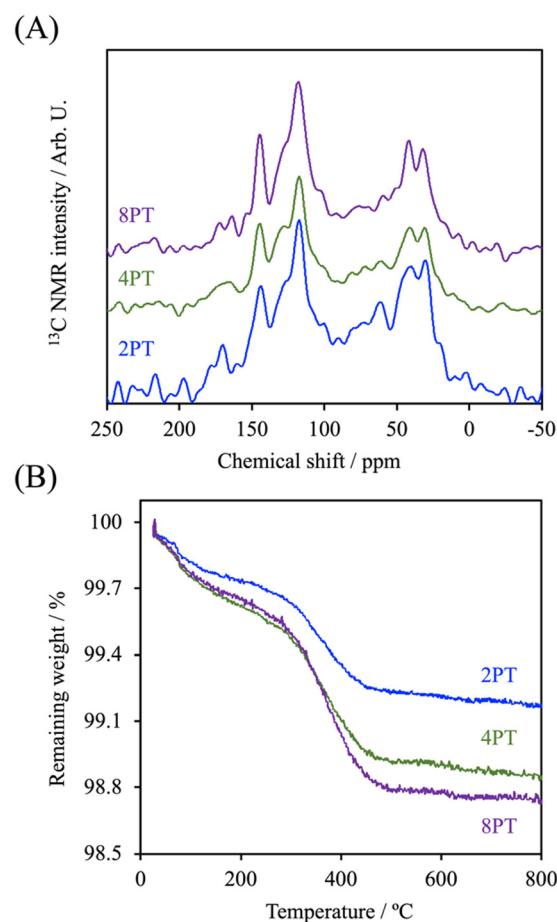 (A)
¹³C NMR intensity / Arb. U.
8PT
4PT
2PT
250 200 150 100 50 0 -50
Chemical shift / ppm
(B)
Remaining weight / %
100
99.7
99.4
99.1
98.8
98.5
2PT
4PT
8PT
0 200 400 600 800
Temperature / ºC